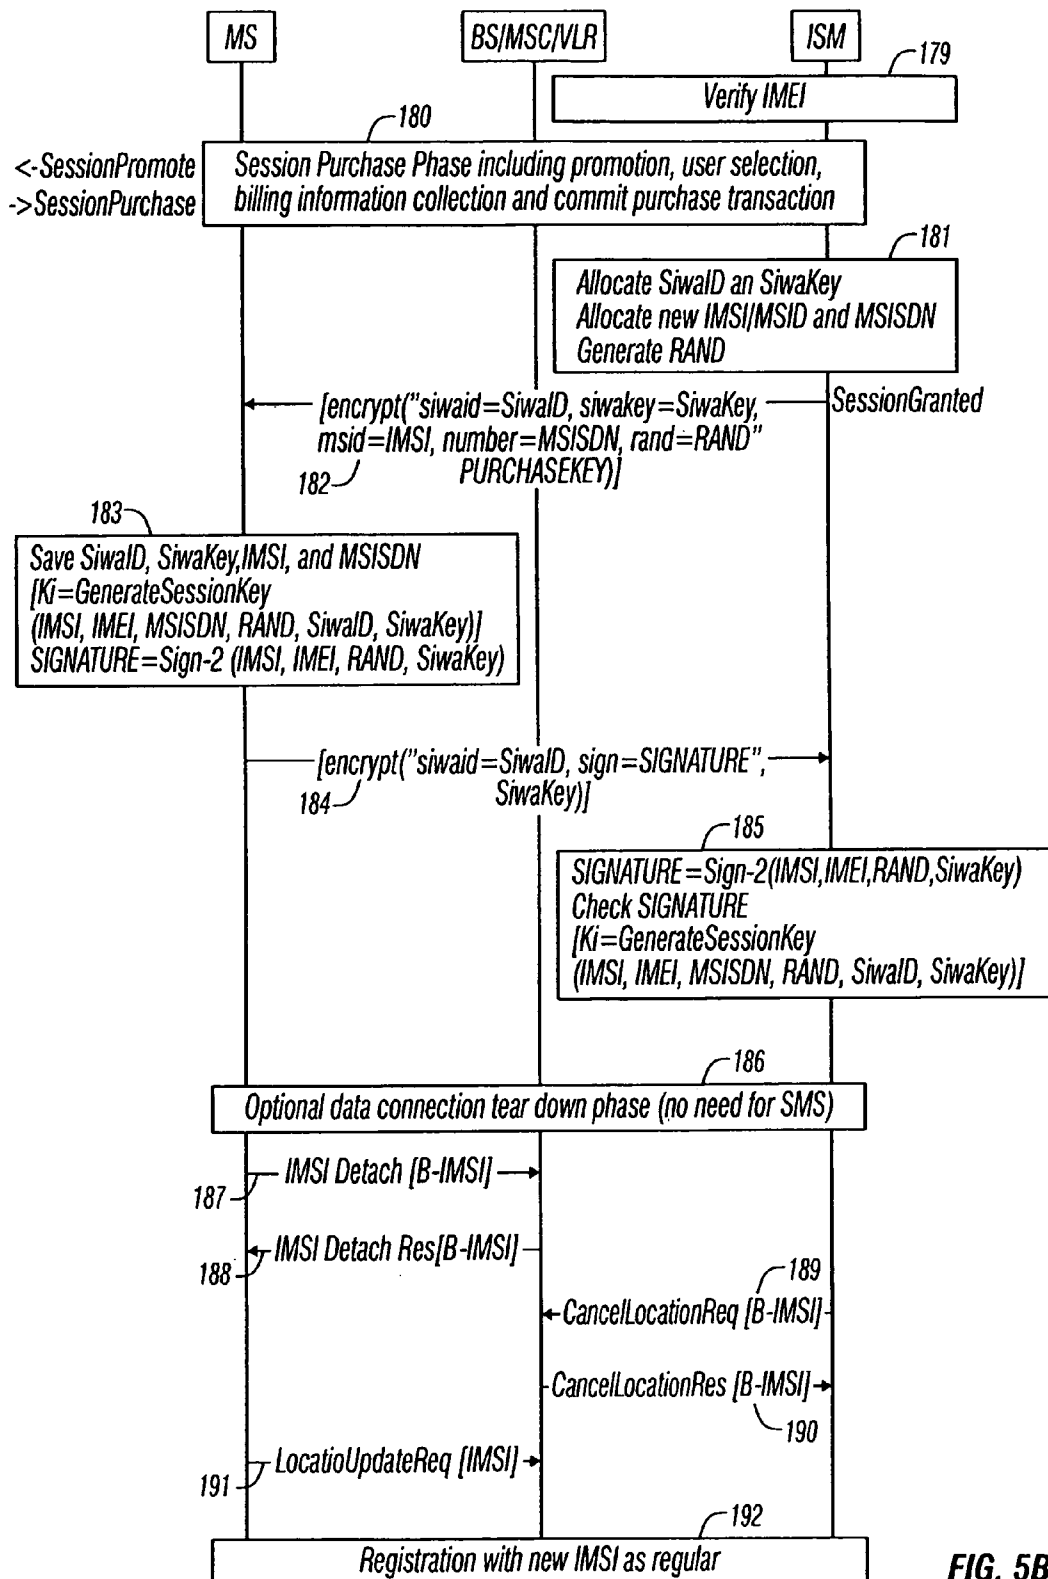 MS
BS/MSC/VLR
ISM
179
Verify IMEI
180
<-SessionPromote
->SessionPurchase
Session Purchase Phase including promotion, user selection,
billing information collection and commit purchase transaction
181
Allocate SiwaID an SiwaKey
Allocate new IMSI/MSID and MSISDN
Generate RAND
SessionGranted
[encrypt("siwaid=SiwaID, siwakey=SiwaKey,
msid=IMSI, number=MSISDN, rand=RAND"
PURCHASEKEY)]
182
183
Save SiwaID, SiwaKey,IMSI, and MSISDN
[Ki=GenerateSessionKey
(IMSI, IMEI, MSISDN, RAND, SiwaID, SiwaKey)]
SIGNATURE=Sign-2 (IMSI, IMEI, RAND, SiwaKey)
[encrypt("siwaid=SiwaID, sign=SIGNATURE",
SiwaKey)]
184
185
SIGNATURE=Sign-2(IMSI,IMEI,RAND,SiwaKey)
Check SIGNATURE
[Ki=GenerateSessionKey
(IMSI, IMEI, MSISDN, RAND, SiwaID, SiwaKey)]
186
Optional data connection tear down phase (no need for SMS)
IMSI Detach [B-IMSI]
187
IMSI Detach Res[B-IMSI]
188
189
CancelLocationReq [B-IMSI]
CancelLocationRes [B-IMSI]
190
LocatioUpdateReq [IMSI]
191
192
Registration with new IMSI as regular
FIG. 5B